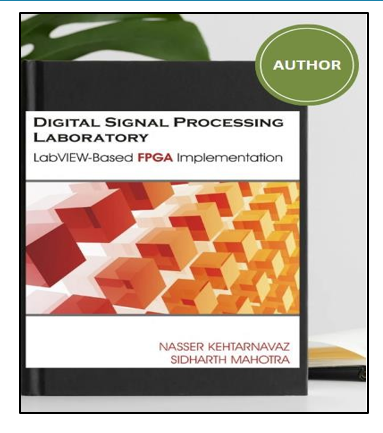 AUTHOR
DIGITAL SIGNAL PROCESSING
LABORATORY
LabVIEW-Based FPGA Implementation
NASSER KEHTARNAVAZ
SIDHARTH MAHOTRA